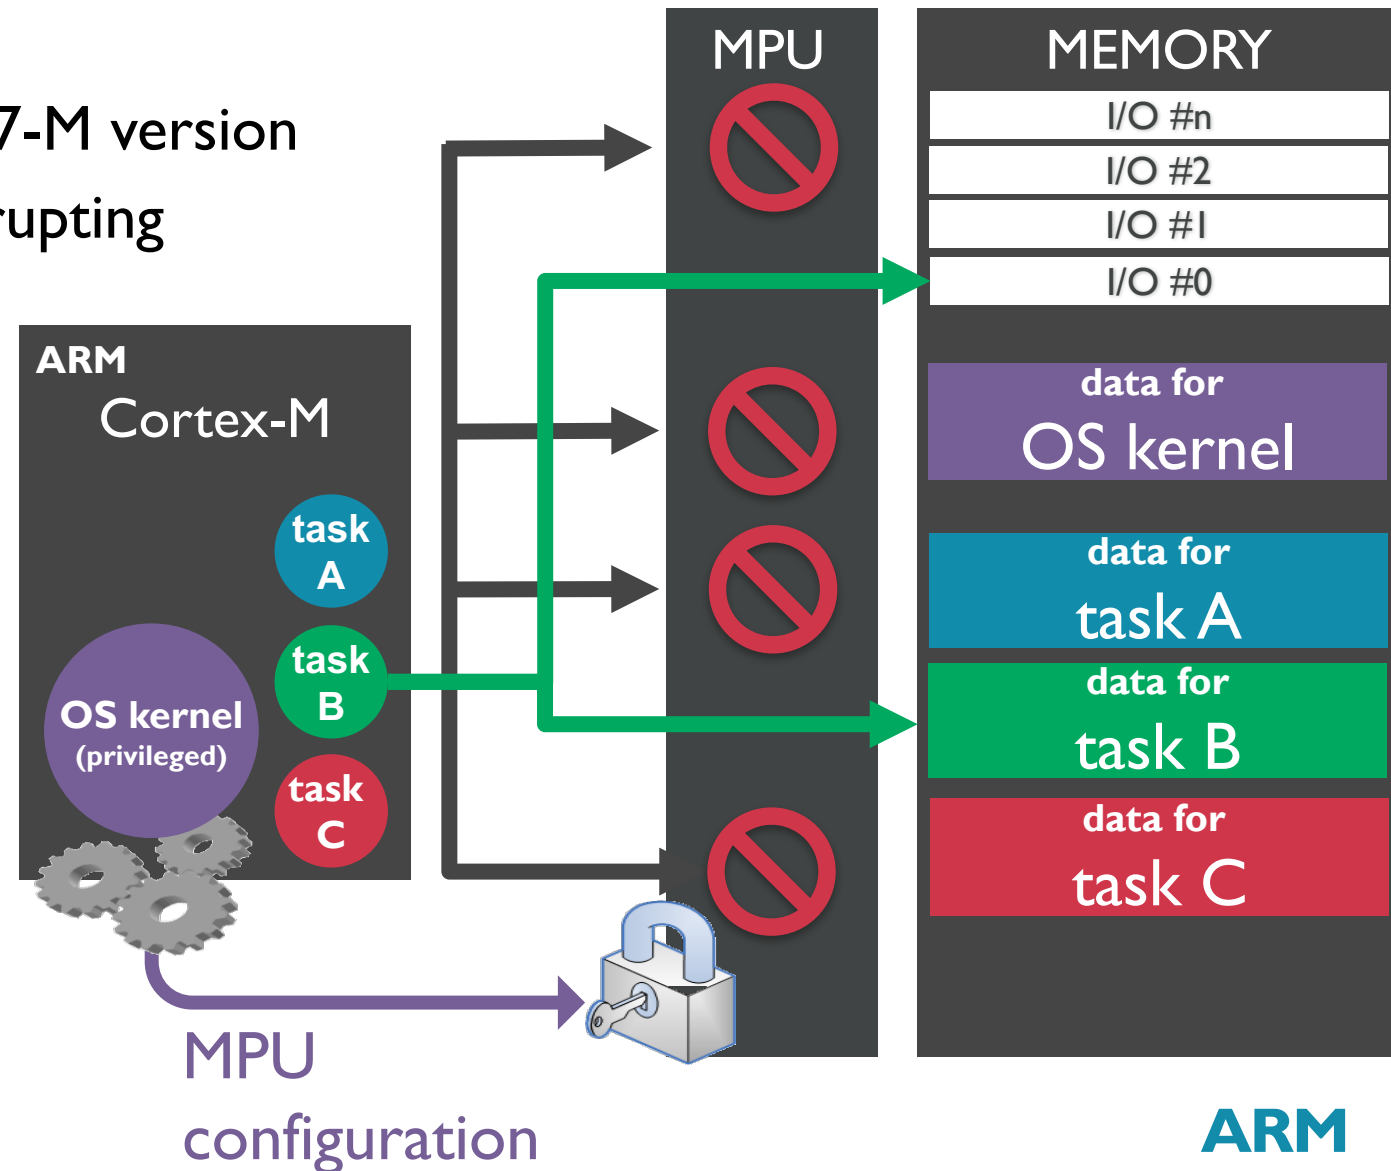 7-M version
rupting
MPU
MEMORY
I/O #n
I/O #2
I/O #1
I/O #0
ARM
Cortex-M
task
A
task
B
task
C
OS kernel
(privileged)
data for
OS kernel
data for
task A
data for
task B
data for
task C
MPU
configuration
ARM